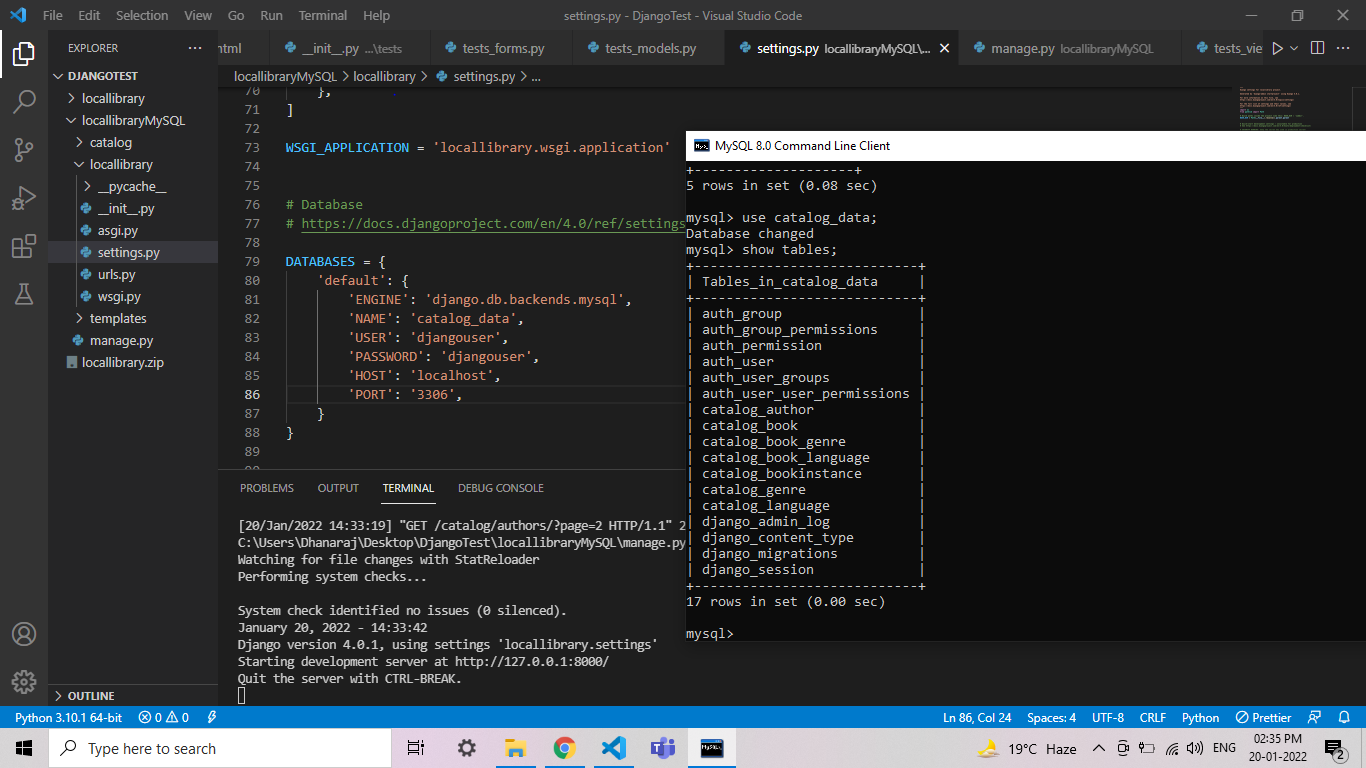 File Edit Selection View Go Run Terminal Help settings.py - DjangoTest - Visual Studio Code
EXPLORER
DJANGOTEST
locallibrary
locallibraryMySQL
catalog
locallibrary
__pycache__
__init__.py
asgi.py
settings.py
urls.py
wsgi.py
templates
manage.py
locallibrary.zip
OUTLINE
html __init__.py ...\tests tests_forms.py tests_models.py settings.py locallibraryMySQL\... manage.py locallibraryMySQL tests_vie
locallibraryMySQL > locallibrary > settings.py > ...
70 },
71 ]
72
73 WSGI_APPLICATION = 'locallibrary.wsgi.application'
74
75
76 # Database
77 # https://docs.djangoproject.com/en/4.0/ref/settings
78
79 DATABASES = {
80 'default': {
81 'ENGINE': 'django.db.backends.mysql',
82 'NAME': 'catalog_data',
83 'USER': 'djangouser',
84 'PASSWORD': 'djangouser',
85 'HOST': 'localhost',
86 'PORT': '3306',
87 }
88 }
89
PROBLEMS OUTPUT TERMINAL DEBUG CONSOLE
[20/Jan/2022 14:33:19] "GET /catalog/authors/?page=2 HTTP/1.1" 2
C:\Users\Dhanaraj\Desktop\DjangoTest\locallibraryMySQL\manage.py
Watching for file changes with StatReloader
Performing system checks...
System check identified no issues (0 silenced).
January 20, 2022 - 14:33:42
Django version 4.0.1, using settings 'locallibrary.settings'
Starting development server at http://127.0.0.1:8000/
Quit the server with CTRL-BREAK.
MySQL 8.0 Command Line Client
+--------------------+
5 rows in set (0.08 sec)
mysql> use catalog_data;
Database changed
mysql> show tables;
+----------------------------+
| Tables_in_catalog_data |
+----------------------------+
| auth_group |
| auth_group_permissions |
| auth_permission |
| auth_user |
| auth_user_groups |
| auth_user_user_permissions |
| catalog_author |
| catalog_book |
| catalog_book_genre |
| catalog_book_language |
| catalog_bookinstance |
| catalog_genre |
| catalog_language |
| django_admin_log |
| django_content_type |
| django_migrations |
| django_session |
+----------------------------+
17 rows in set (0.00 sec)
mysql>
Python 3.10.1 64-bit 0 0 Ln 86, Col 24 Spaces: 4 UTF-8 CRLF Python Prettier
Type here to search 19°C Haze ENG 02:35 PM
20-01-2022 2